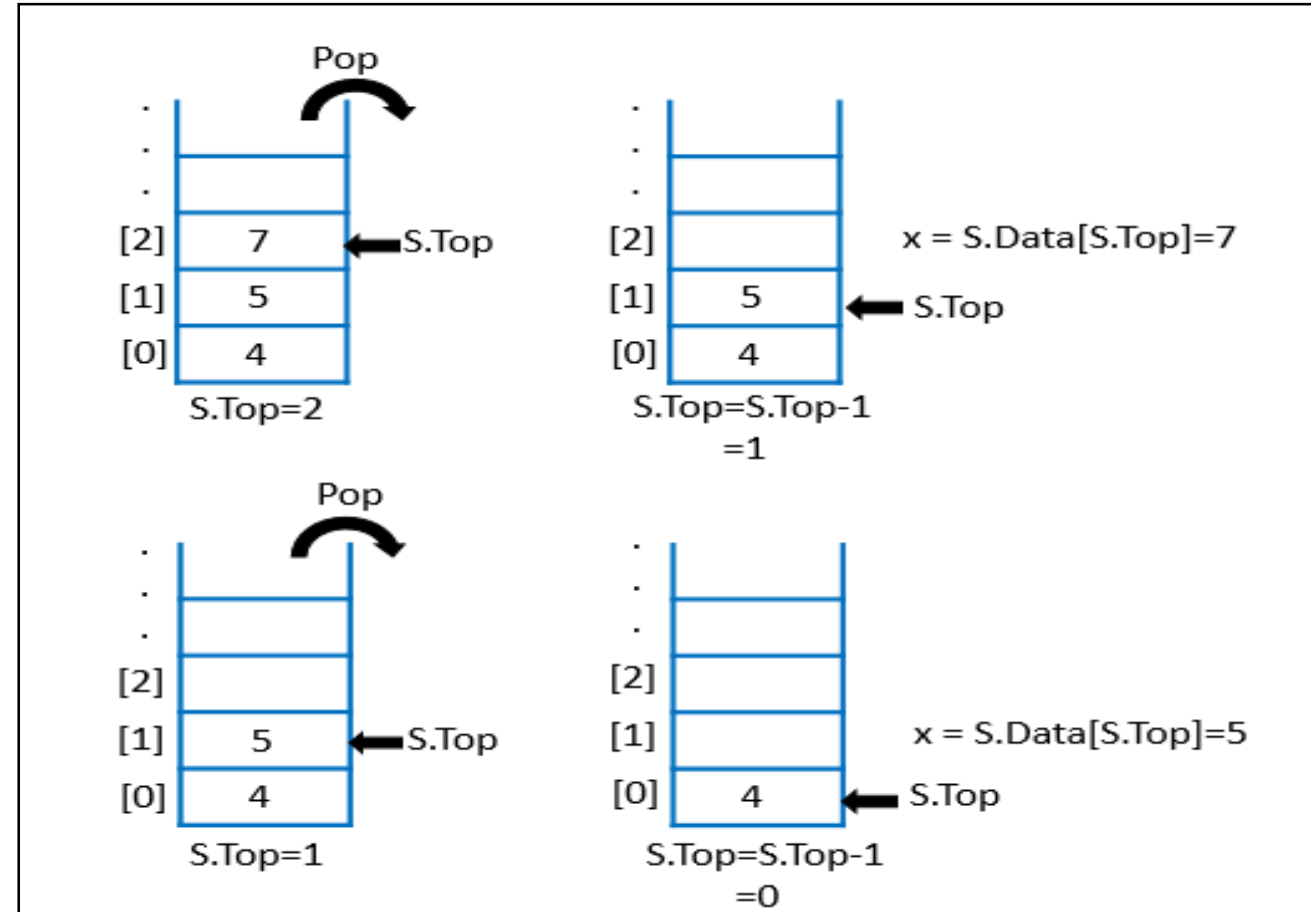 Pop
.
.
.
[2] 7 S.Top
[1] 5
[0] 4
S.Top=2
.
.
.
[2] x = S.Data[S.Top]=7
[1] 5 S.Top
[0] 4
S.Top=S.Top-1
=1
Pop
.
.
.
[2]
[1] 5 S.Top
[0] 4
S.Top=1
.
.
.
[2]
[1] x = S.Data[S.Top]=5
[0] 4 S.Top
S.Top=S.Top-1
=0